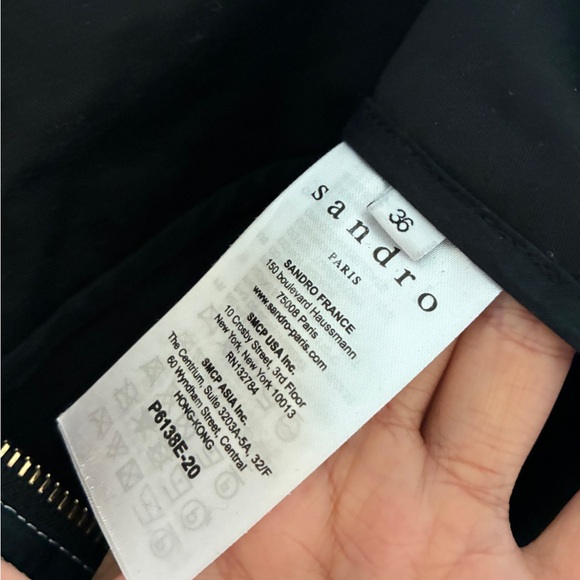 36
sandro
PARIS
SANDRO FRANCE
150 boulevard Haussmann
75008 Paris
www.sandro-paris.com
SMCP USA Inc.
10 Crosby Street, 3rd Floor
New York, New York 10013
RN132784
SMCP ASIA Inc.
The Centrium, Suite 3203A-5A, 32/F
60 Wyndham Street, Central
HONG-KONG
P6138E-20